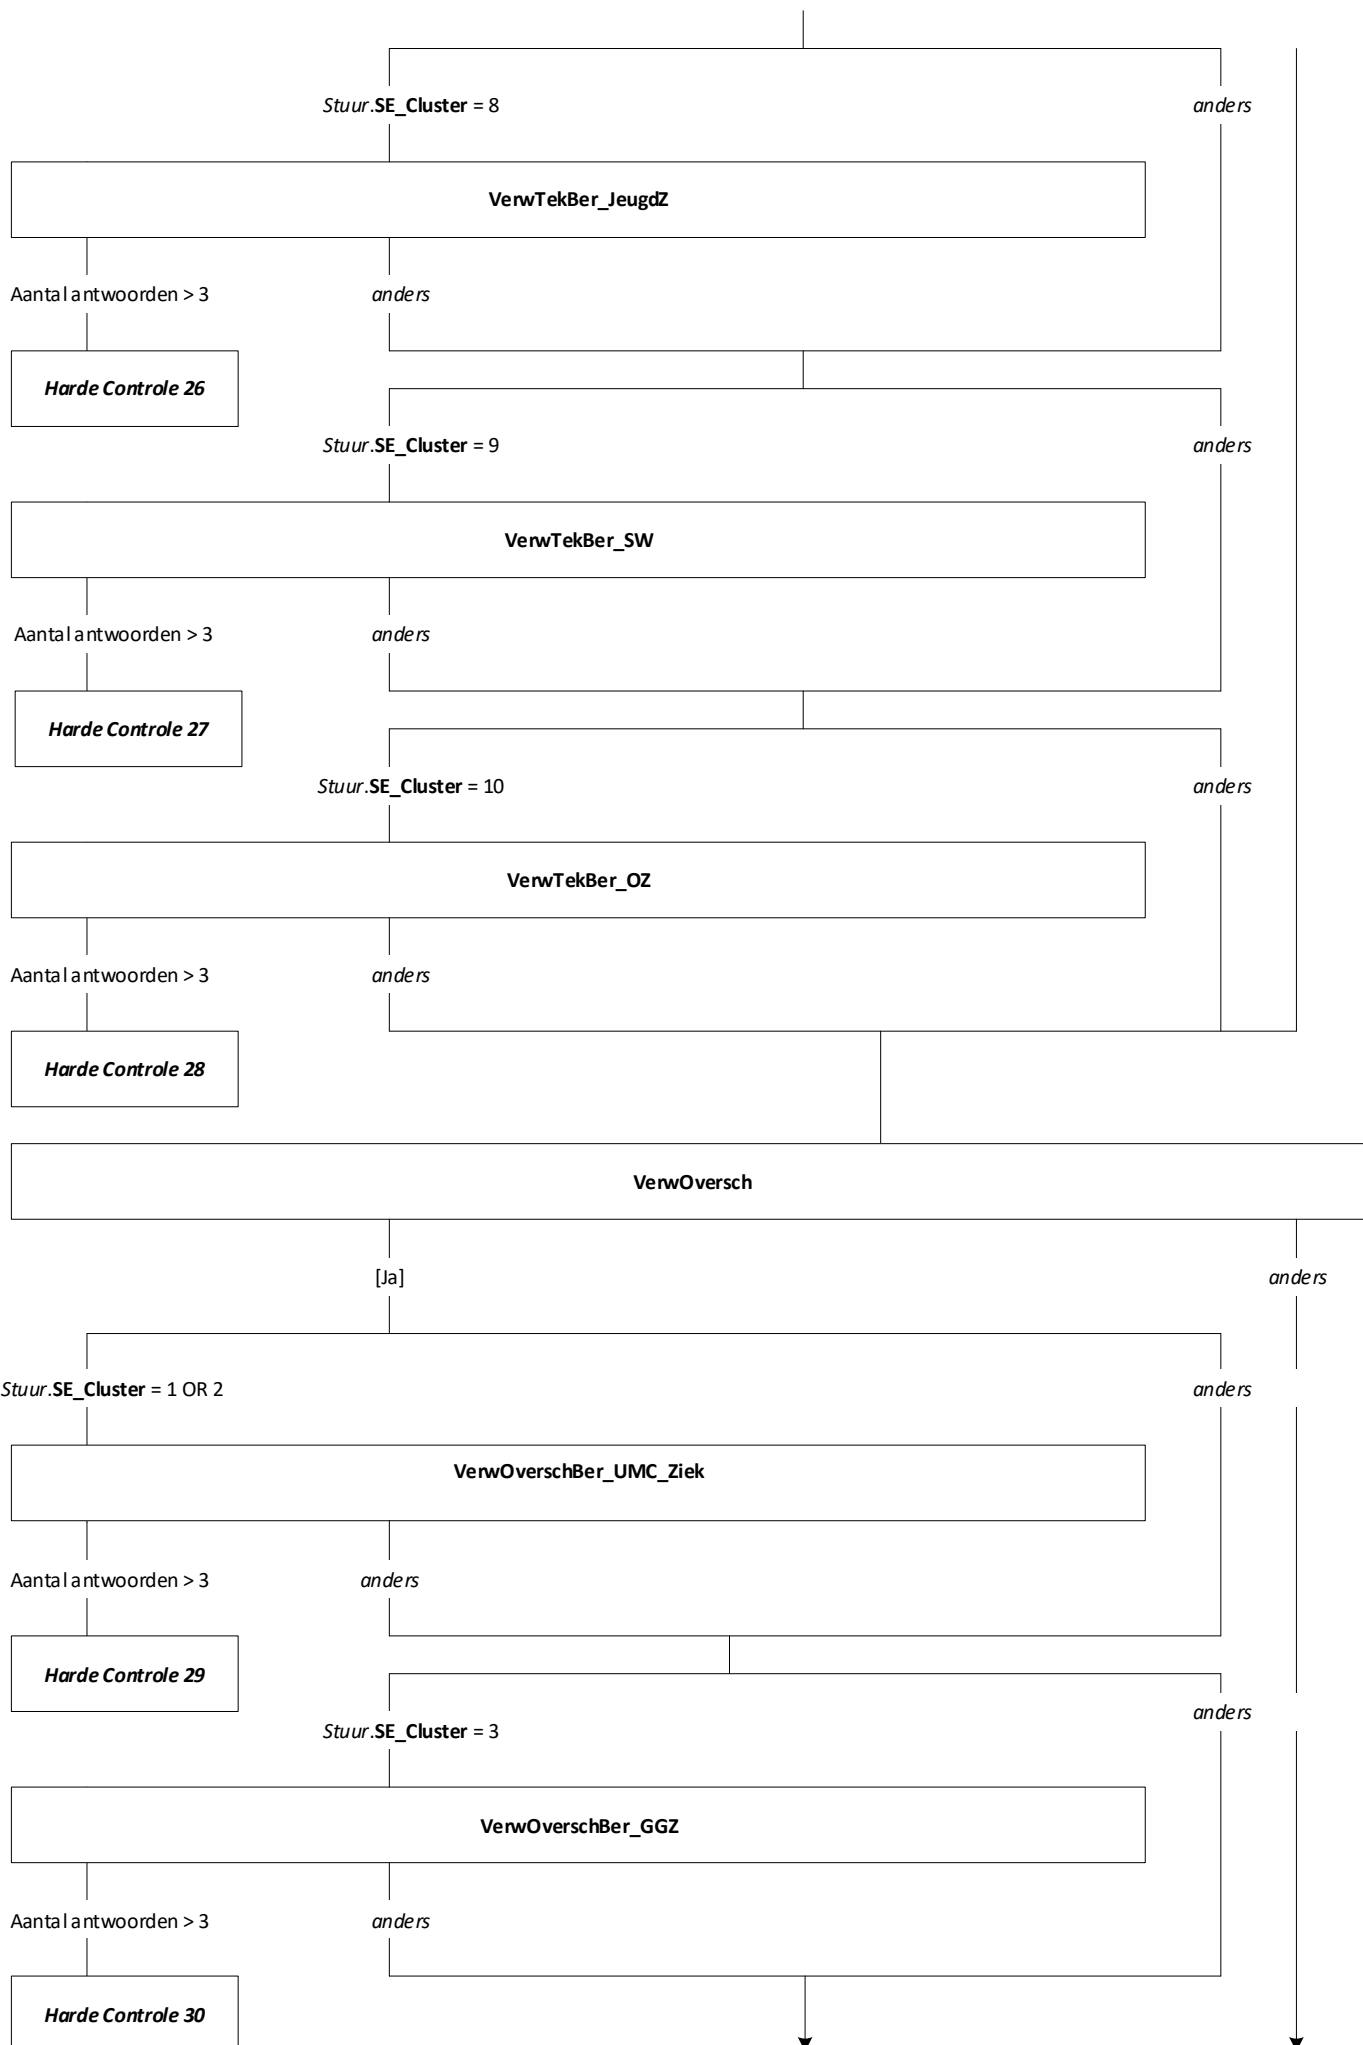 Stuur.SE_Cluster = 8
anders
VerwTekBer_JeugdZ
Aantal antwoorden > 3
anders
Harde Controle 26
Stuur.SE_Cluster = 9
anders
VerwTekBer_SW
Aantal antwoorden > 3
anders
Harde Controle 27
Stuur.SE_Cluster = 10
anders
VerwTekBer_OZ
Aantal antwoorden > 3
anders
Harde Controle 28
VerwOversch
[Ja]
anders
Stuur.SE_Cluster = 1 OR 2
anders
VerwOverschBer_UMC_Ziek
Aantal antwoorden > 3
anders
Harde Controle 29
anders
Stuur.SE_Cluster = 3
VerwOverschBer_GGZ
Aantal antwoorden > 3
anders
Harde Controle 30